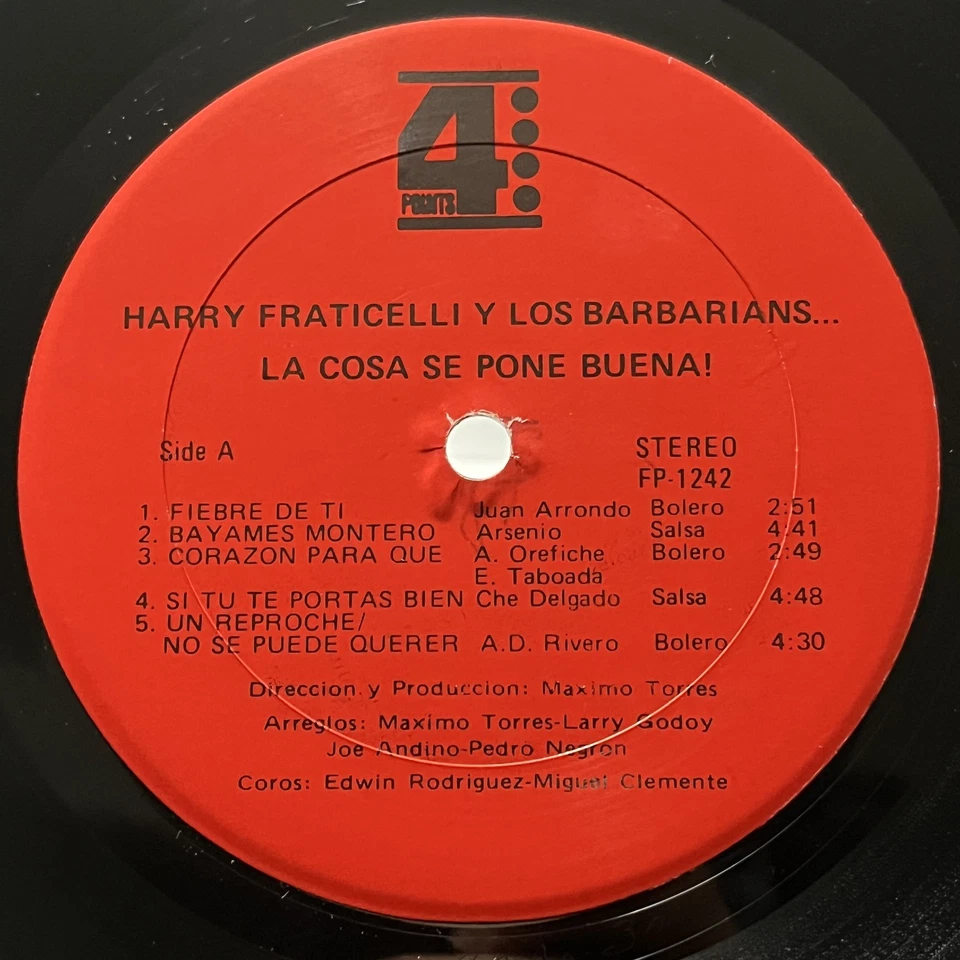 4
POINTS
HARRY FRATICELLI Y LOS BARBARIANS...
LA COSA SE PONE BUENA!
Side A
STEREO
FP-1242
1. FIEBRE DE TI Juan Arrondo Bolero 2:51
2. BAYAMES MONTERO Arsenio Salsa 4:41
3. CORAZON PARA QUE A. Orefiche Bolero 2:49
E. Taboada
4. SI TU TE PORTAS BIEN Che Delgado Salsa 4:48
5. UN REPROCHE/
NO SE PUEDE QUERER A.D. Rivero Bolero 4:30
Direccion y Produccion: Maximo Torres
Arreglos: Maximo Torres-Larry Godoy
Joe Andino-Pedro Negron
Coros: Edwin Rodriguez-Miguel Clemente